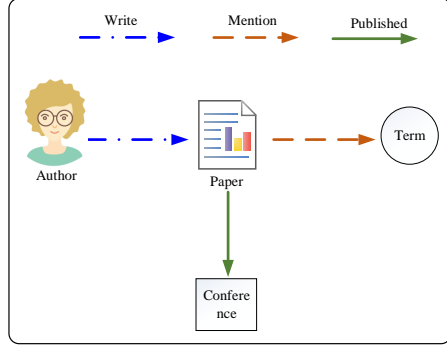 Write
Mention
Published
Author
Paper
Term
Confere
nce